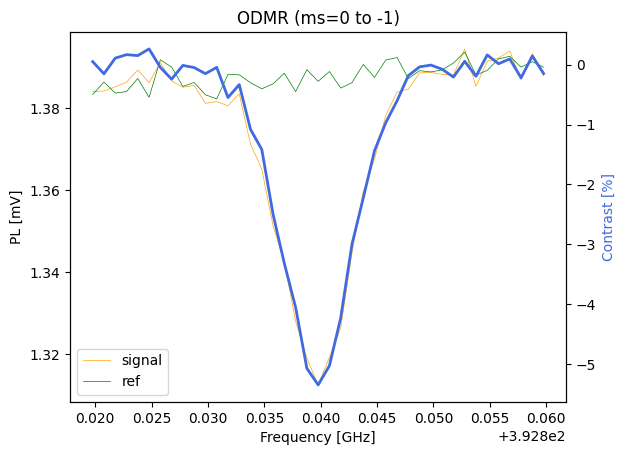 ODMR (ms=0 to -1)
PL [mV]
1.38
1.36
1.34
1.32
0
−1
−2
−3
−4
−5
Contrast [%]
signal
ref
0.020 0.025 0.030 0.035 0.040 0.045 0.050 0.055 0.060
Frequency [GHz]
+3.928e2